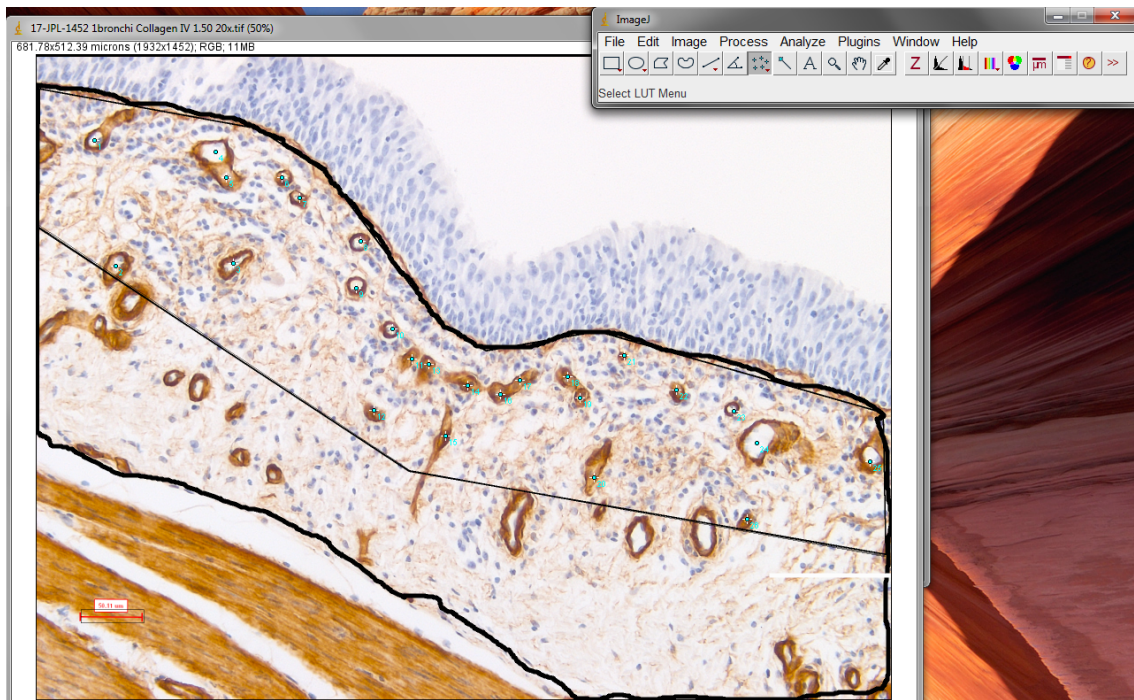 17-JPL-1452 1bronchi Collagen IV 1.50 20x.tif (50%)
681.78x512.39 microns (1932x1452); RGB; 11MB
ImageJ
File Edit Image Process Analyze Plugins Window Help
A Z μm ? >>
Select LUT Menu